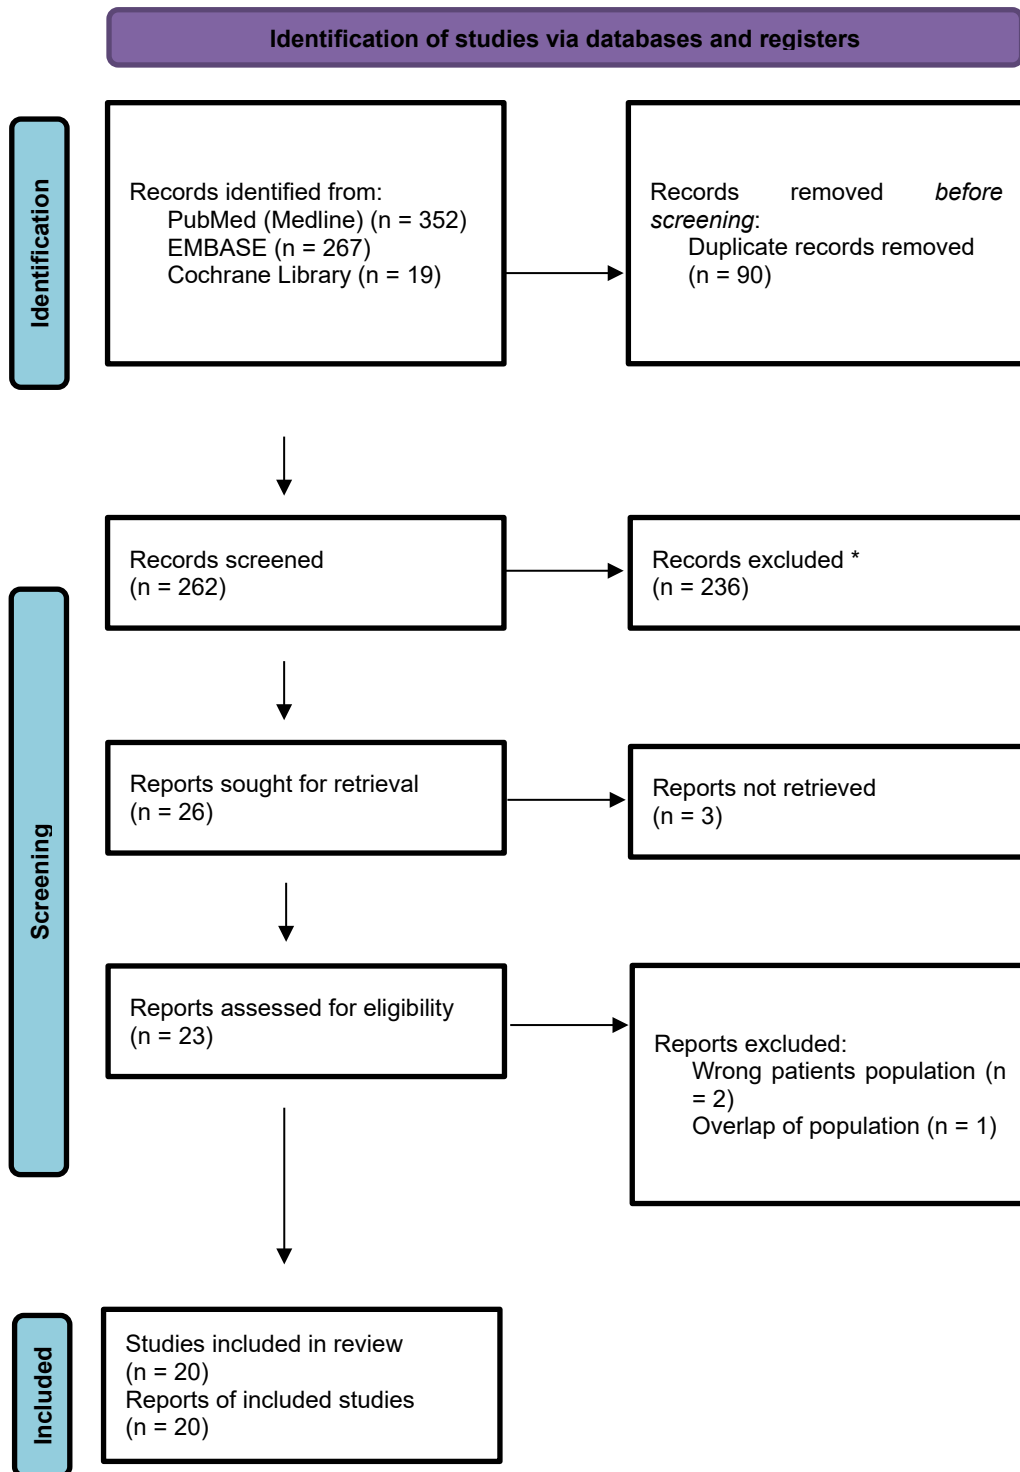 Identification of studies via databases and registers
Identification
Records identified from:
PubMed (Medline) (n = 352)
EMBASE (n = 267)
Cochrane Library (n = 19)
Records removed before
screening:
Duplicate records removed
(n = 90)
Screening
Records screened
(n = 262)
Records excluded *
(n = 236)
Reports sought for retrieval
(n = 26)
Reports not retrieved
(n = 3)
Reports assessed for eligibility
(n = 23)
Reports excluded:
Wrong patients population (n
= 2)
Overlap of population (n = 1)
Included
Studies included in review
(n = 20)
Reports of included studies
(n = 20)